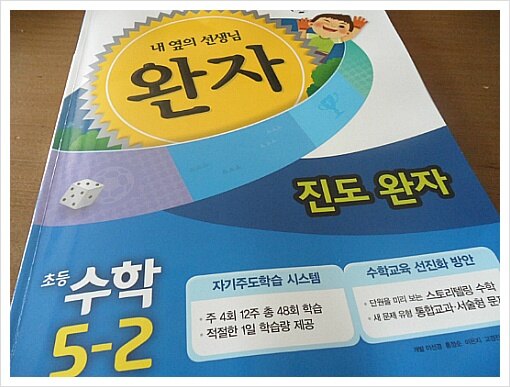 내 옆의 선생님
완자
진도 완자
초등
수학
5-2
자기주도학습 시스템
• 주 4회 12주 총 48회 학습
• 적절한 1일 학습량 제공
수학교육 선진화 방안
• 단원을 미리 보는 스토리텔링 수학
• 새 문제 유형 통합교과·서술형